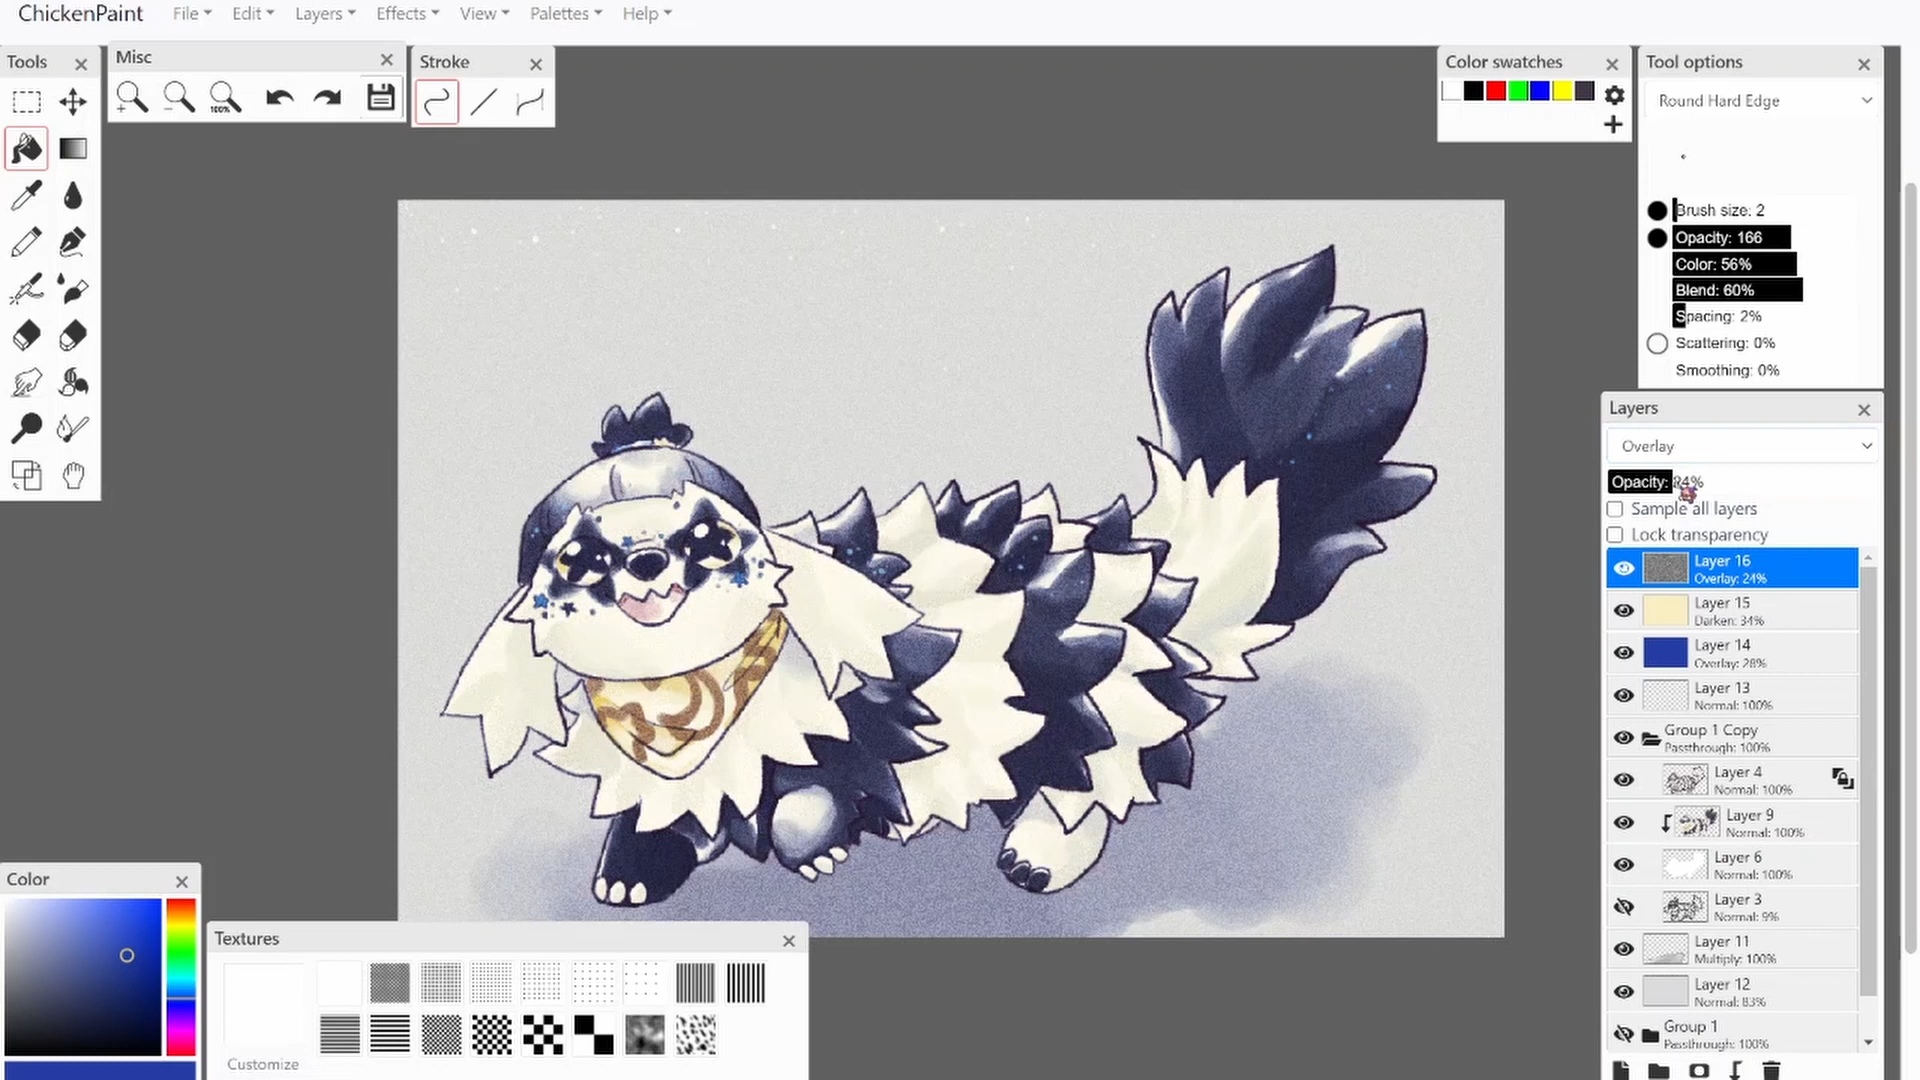 ChickenPaint File Edit Layers Effects View Palettes Help
Tools
Misc
100%
Stroke
Color swatches
Tool options
Round Hard Edge
Brush size: 2
Opacity: 166
Color: 56%
Blend: 60%
Spacing: 2%
Scattering: 0%
Smoothing: 0%
Layers
Overlay
Opacity: 24%
Sample all layers
Lock transparency
Layer 16
Overlay: 24%
Layer 15
Darken: 34%
Layer 14
Overlay: 28%
Layer 13
Normal: 100%
Group 1 Copy
Passthrough: 100%
Layer 4
Normal: 100%
Layer 9
Normal: 100%
Layer 6
Normal: 100%
Layer 3
Normal: 9%
Layer 11
Multiply: 100%
Layer 12
Normal: 83%
Group 1
Passthrough: 100%
Color
Textures
Customize